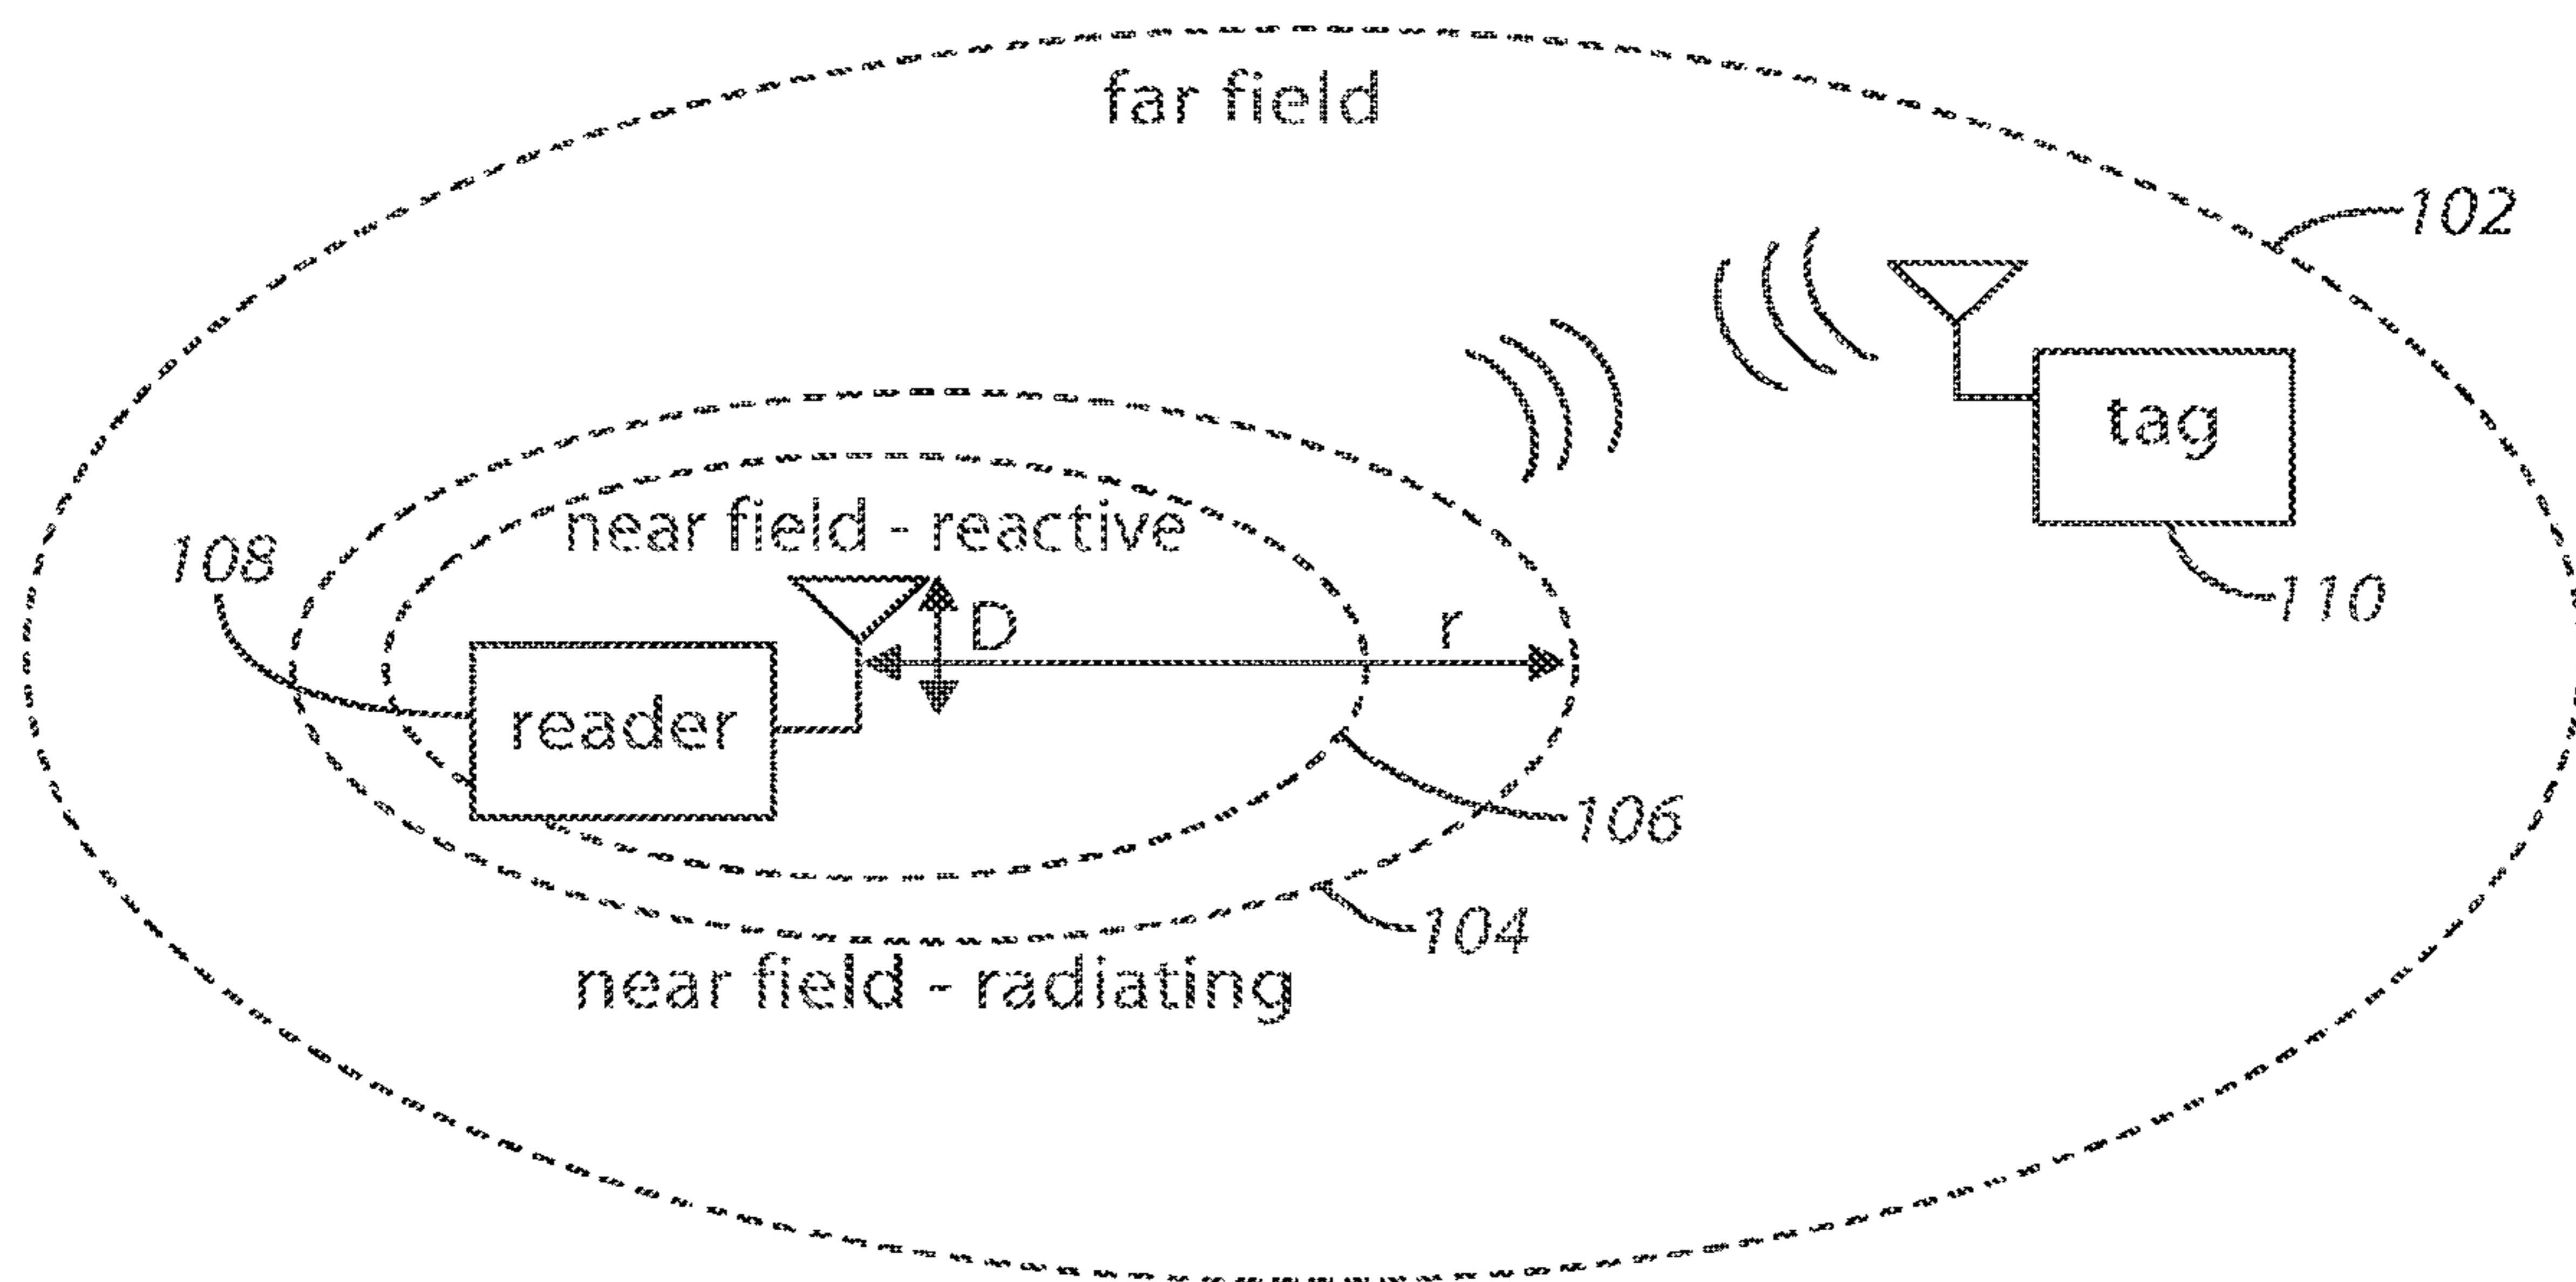 far field
102
near field - reactive
108
D
r
tag
110
reader
106
104
near field - radiating